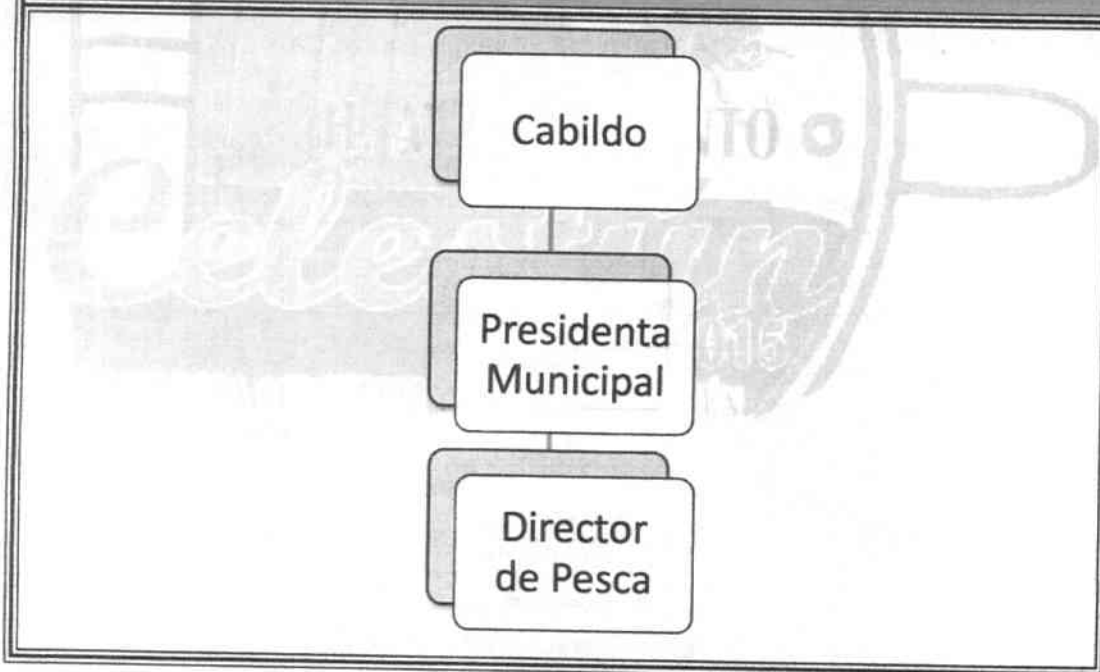 Cabildo
Presidenta
Municipal
Director
de Pesca